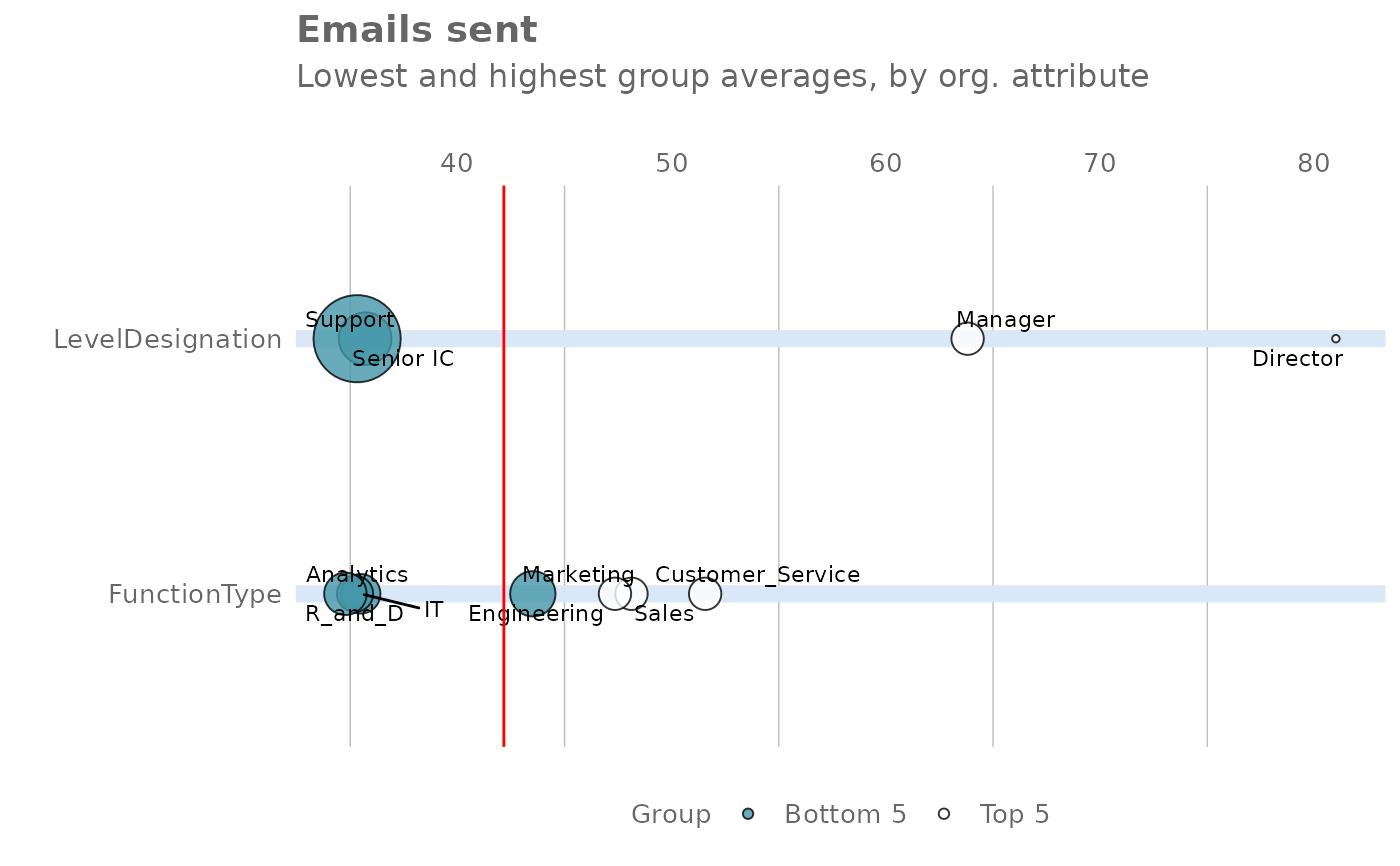 Emails sent
Lowest and highest group averages, by org. attribute
40 50 60 70 80
Support
Manager
LevelDesignation
Senior IC
Director
Analytics
Marketing
Customer_Service
FunctionType
R_and_D
IT
Engineering
Sales
Group Bottom 5 Top 5